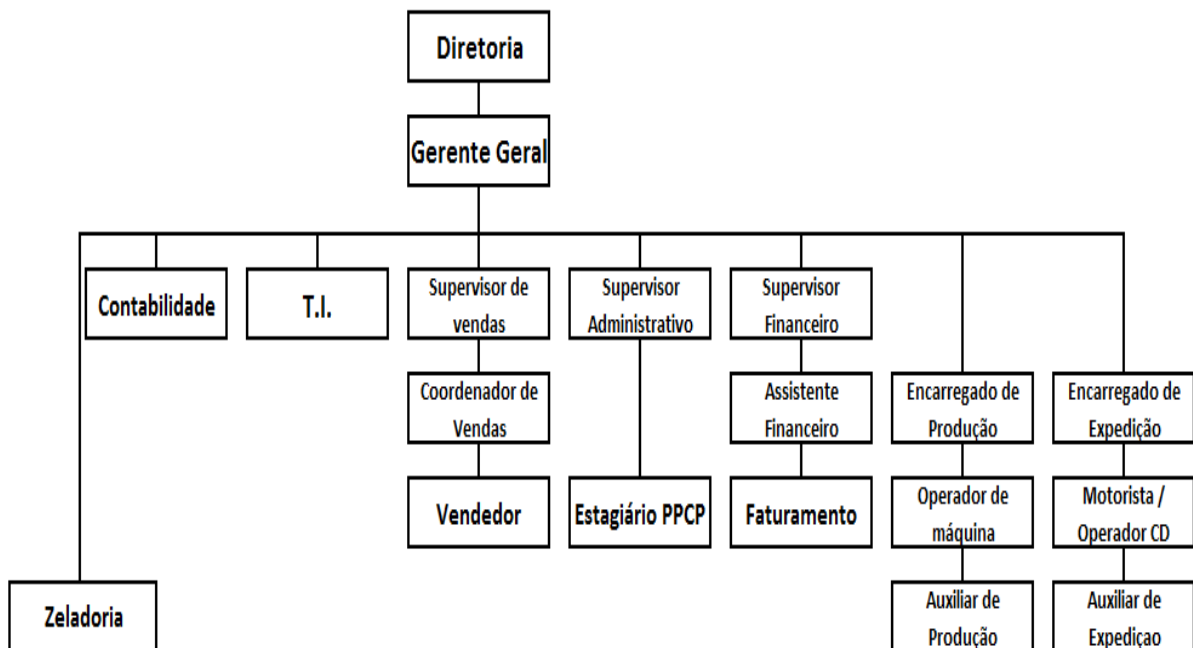 Diretoria
Gerente Geral
Contabilidade
T.I.
Supervisor de
vendas
Supervisor
Administrativo
Supervisor
Financeiro
Coordenador de
Vendas
Assistente
Financeiro
Encarregado de
Produção
Encarregado de
Expedição
Vendedor
Estagiário PPCP
Faturamento
Operador de
máquina
Motorista /
Operador CD
Zeladoria
Auxiliar de
Produção
Auxiliar de
Expediçao